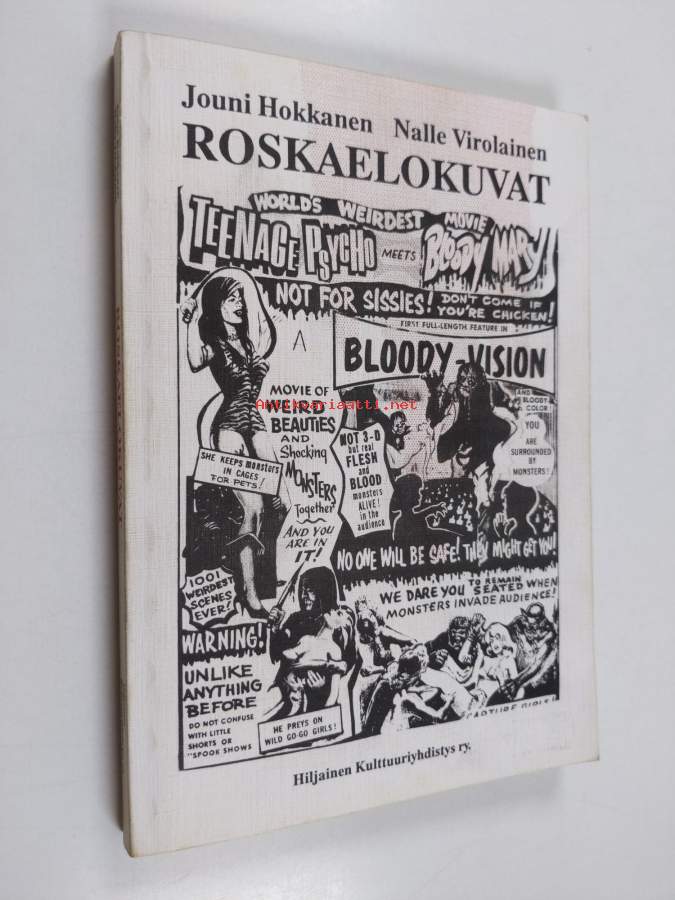 Jouni Hokkanen Nalle Virolainen
ROSKAELOKUVAT
WORLD'S WEIRDEST MOVIE
TEENAGE PSYCHO MEETS BLOODY MARY
NOT FOR SISSIES! DON'T COME IF
YOU'RE CHICKEN!
FIRST FULL-LENGTH FEATURE IN
BLOODY-VISION
MOVIE OF
WEIRD
BEAUTIES
AND
Shocking
MONSTERS
Together
AND YOU
ARE IN
IT!
Antikvariaatti.net
SHE KEEPS MONSTERS
IN CAGES
FOR PETS!
NOT 3-D
but real
FLESH
and
BLOOD
monsters
ALIVE!
in the
audience
AND
BLOODY
COLOR
YOU
ARE
SURROUNDED
BY
MONSTERS!
NO ONE WILL BE SAFE! THEY MIGHT GET YOU!
1001
WEIRDEST
SCENES
EVER!
WE DARE YOU TO REMAIN
SEATED WHEN
MONSTERS INVADE AUDIENCE!
WARNING!
UNLIKE
ANYTHING
BEFORE
DO NOT CONFUSE
WITH LITTLE
SHORTS OR
"SPOOK SHOWS
HE PREYS ON
WILD GO-GO GIRLS!
Hiljainen Kulttuuriyhdistys ry.